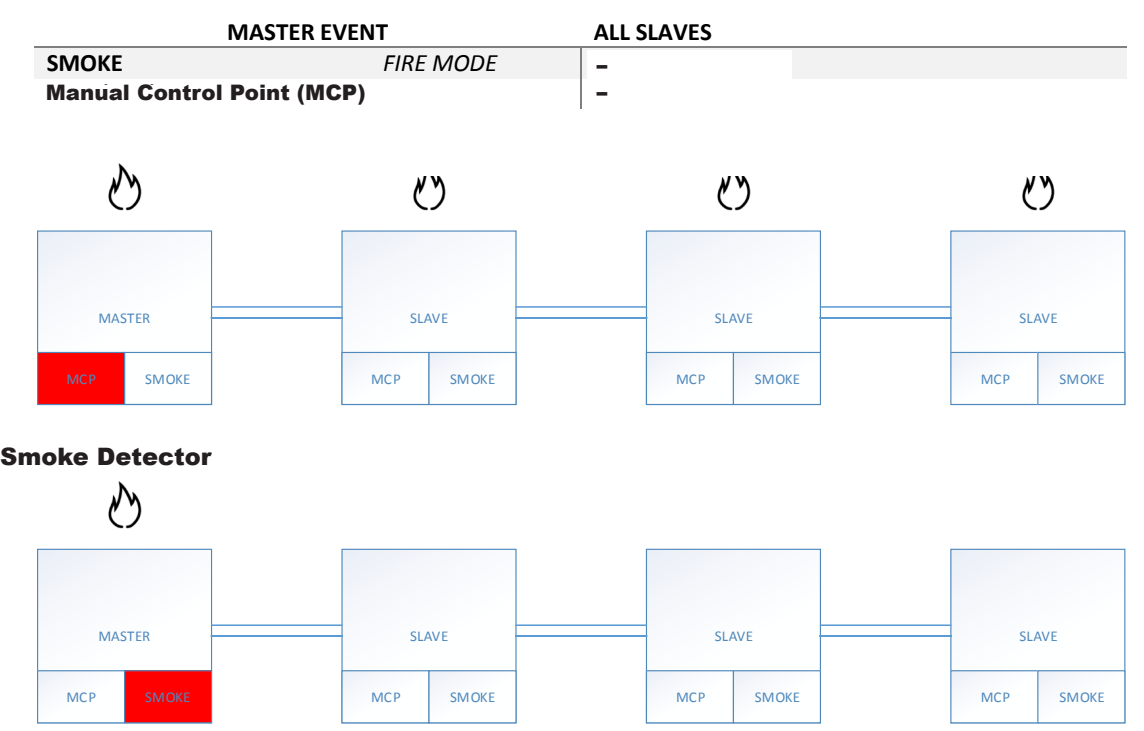 MASTER EVENT ALL SLAVES
SMOKE FIRE MODE –
Manual Control Point (MCP) –
MASTER SLAVE SLAVE SLAVE
MCP SMOKE MCP SMOKE MCP SMOKE MCP SMOKE
Smoke Detector
MASTER SLAVE SLAVE SLAVE
MCP SMOKE MCP SMOKE MCP SMOKE MCP SMOKE